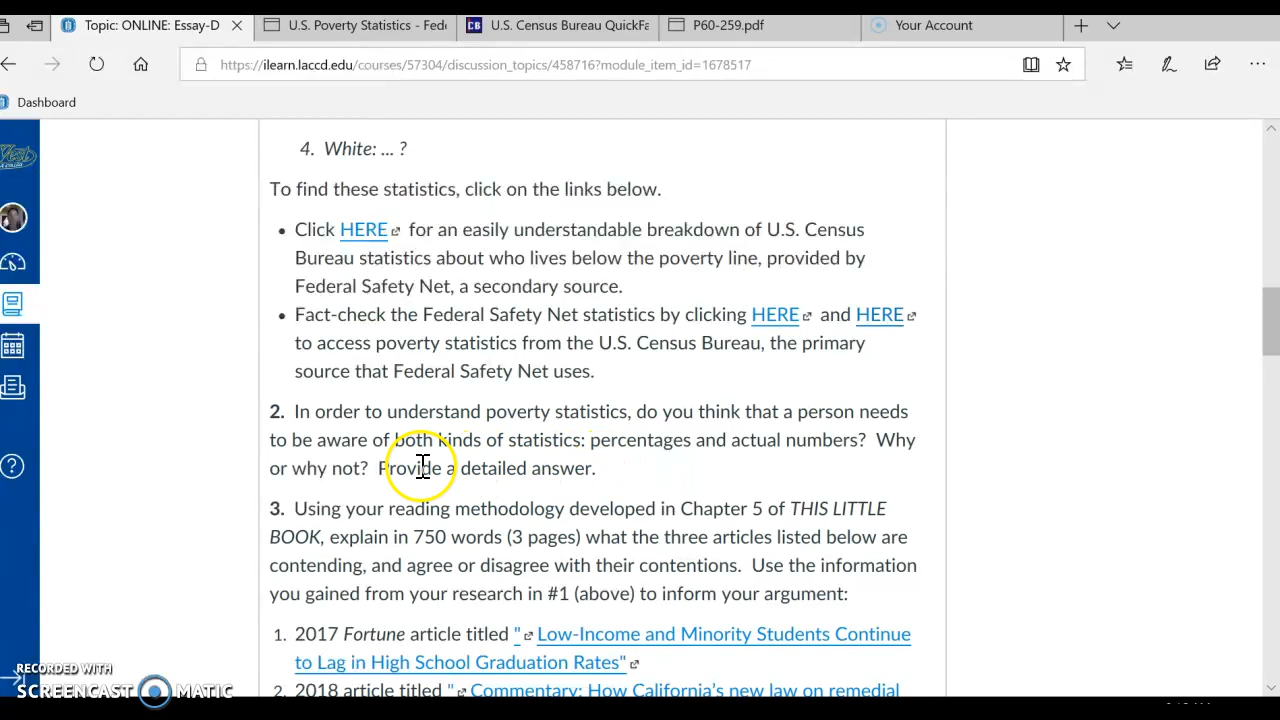 Topic: ONLINE: Essay-D
U.S. Poverty Statistics - Fede
CB U.S. Census Bureau QuickFa
P60-259.pdf
Your Account
https://ilearn.laccd.edu/courses/57304/discussion_topics/458716?module_item_id=1678517
Dashboard
4. White: ... ?
To find these statistics, click on the links below.
• Click HERE for an easily understandable breakdown of U.S. Census
Bureau statistics about who lives below the poverty line, provided by
Federal Safety Net, a secondary source.
• Fact-check the Federal Safety Net statistics by clicking HERE and HERE
to access poverty statistics from the U.S. Census Bureau, the primary
source that Federal Safety Net uses.
2. In order to understand poverty statistics, do you think that a person needs
to be aware of both kinds of statistics: percentages and actual numbers? Why
or why not? Provide a detailed answer.
3. Using your reading methodology developed in Chapter 5 of THIS LITTLE
BOOK, explain in 750 words (3 pages) what the three articles listed below are
contending, and agree or disagree with their contentions. Use the information
you gained from your research in #1 (above) to inform your argument:
1. 2017 Fortune article titled "Low-Income and Minority Students Continue
to Lag in High School Graduation Rates"
2. 2018 article titled "Commentary: How California's new law on remedial
RECORDED WITH
SCREENCAST MATIC